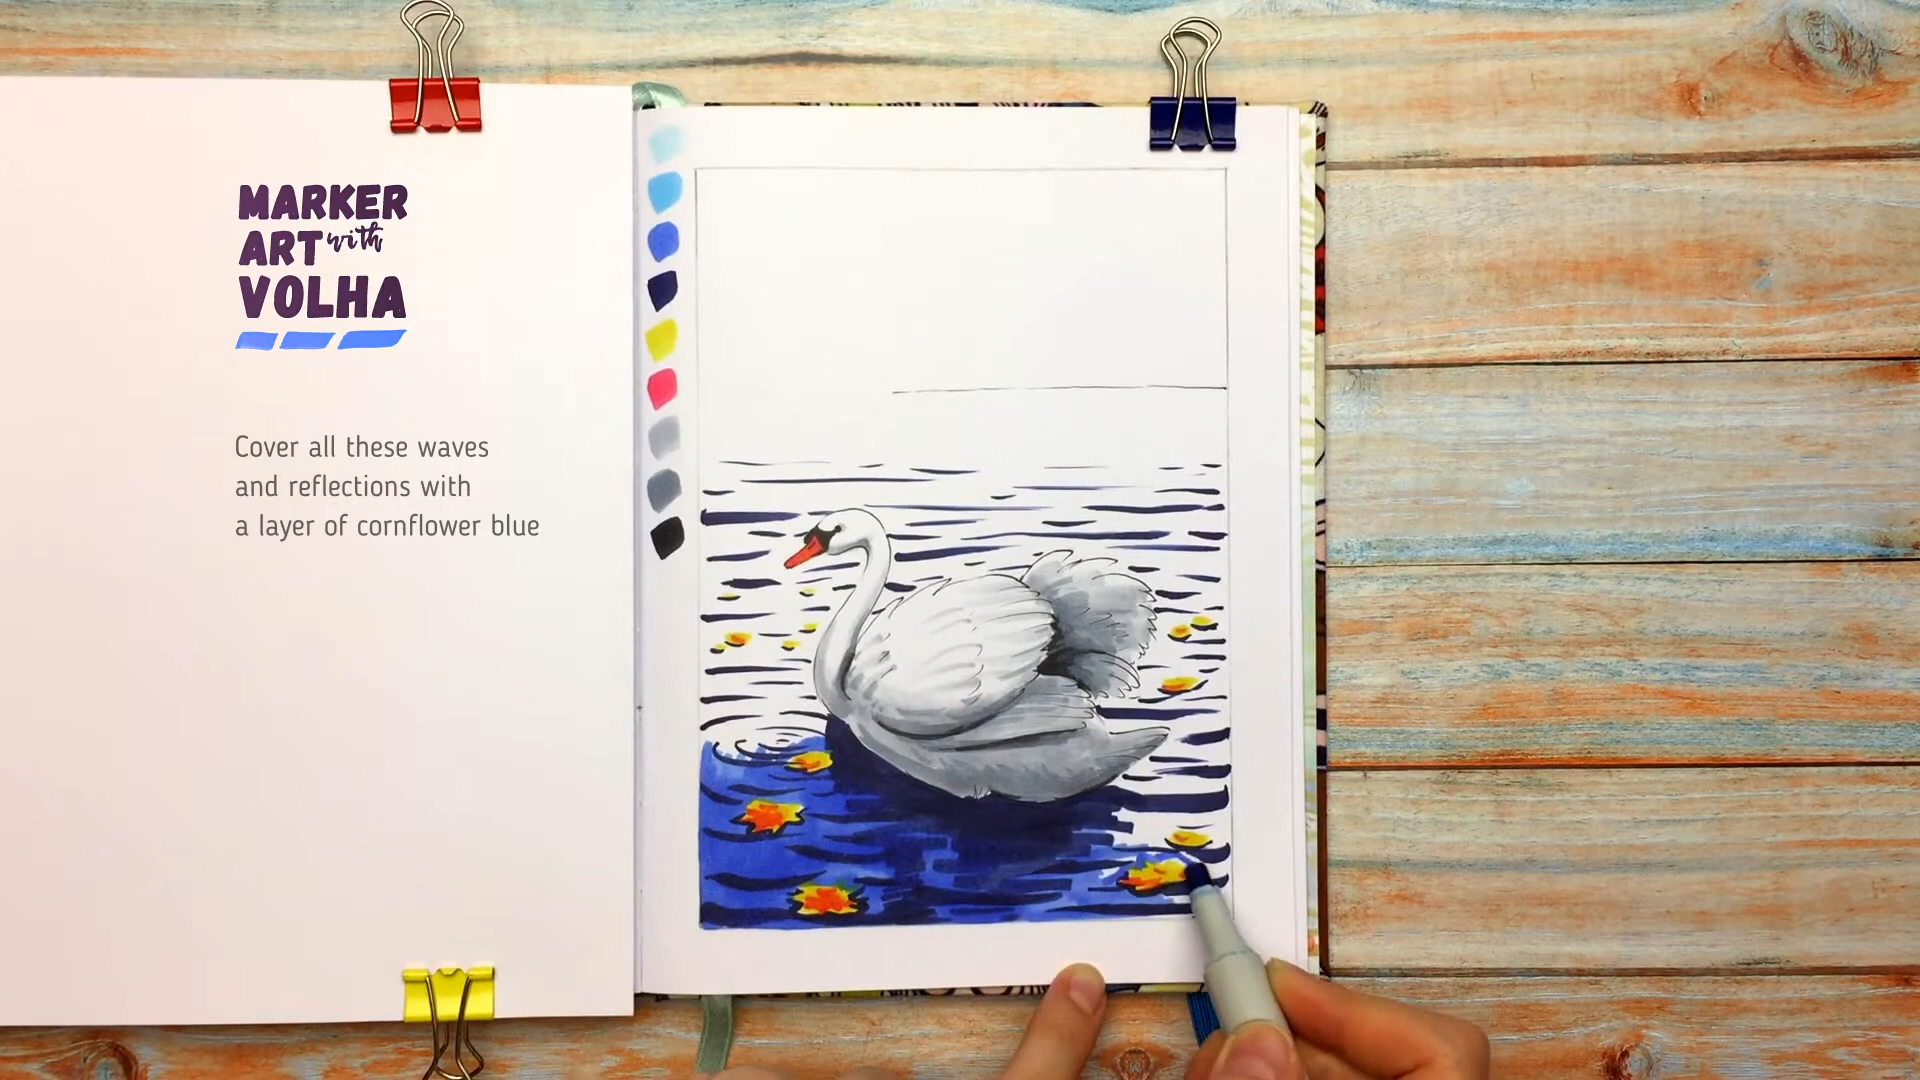 MARKER
ART with
VOLHA
Cover all these waves
and reflections with
a layer of cornflower blue